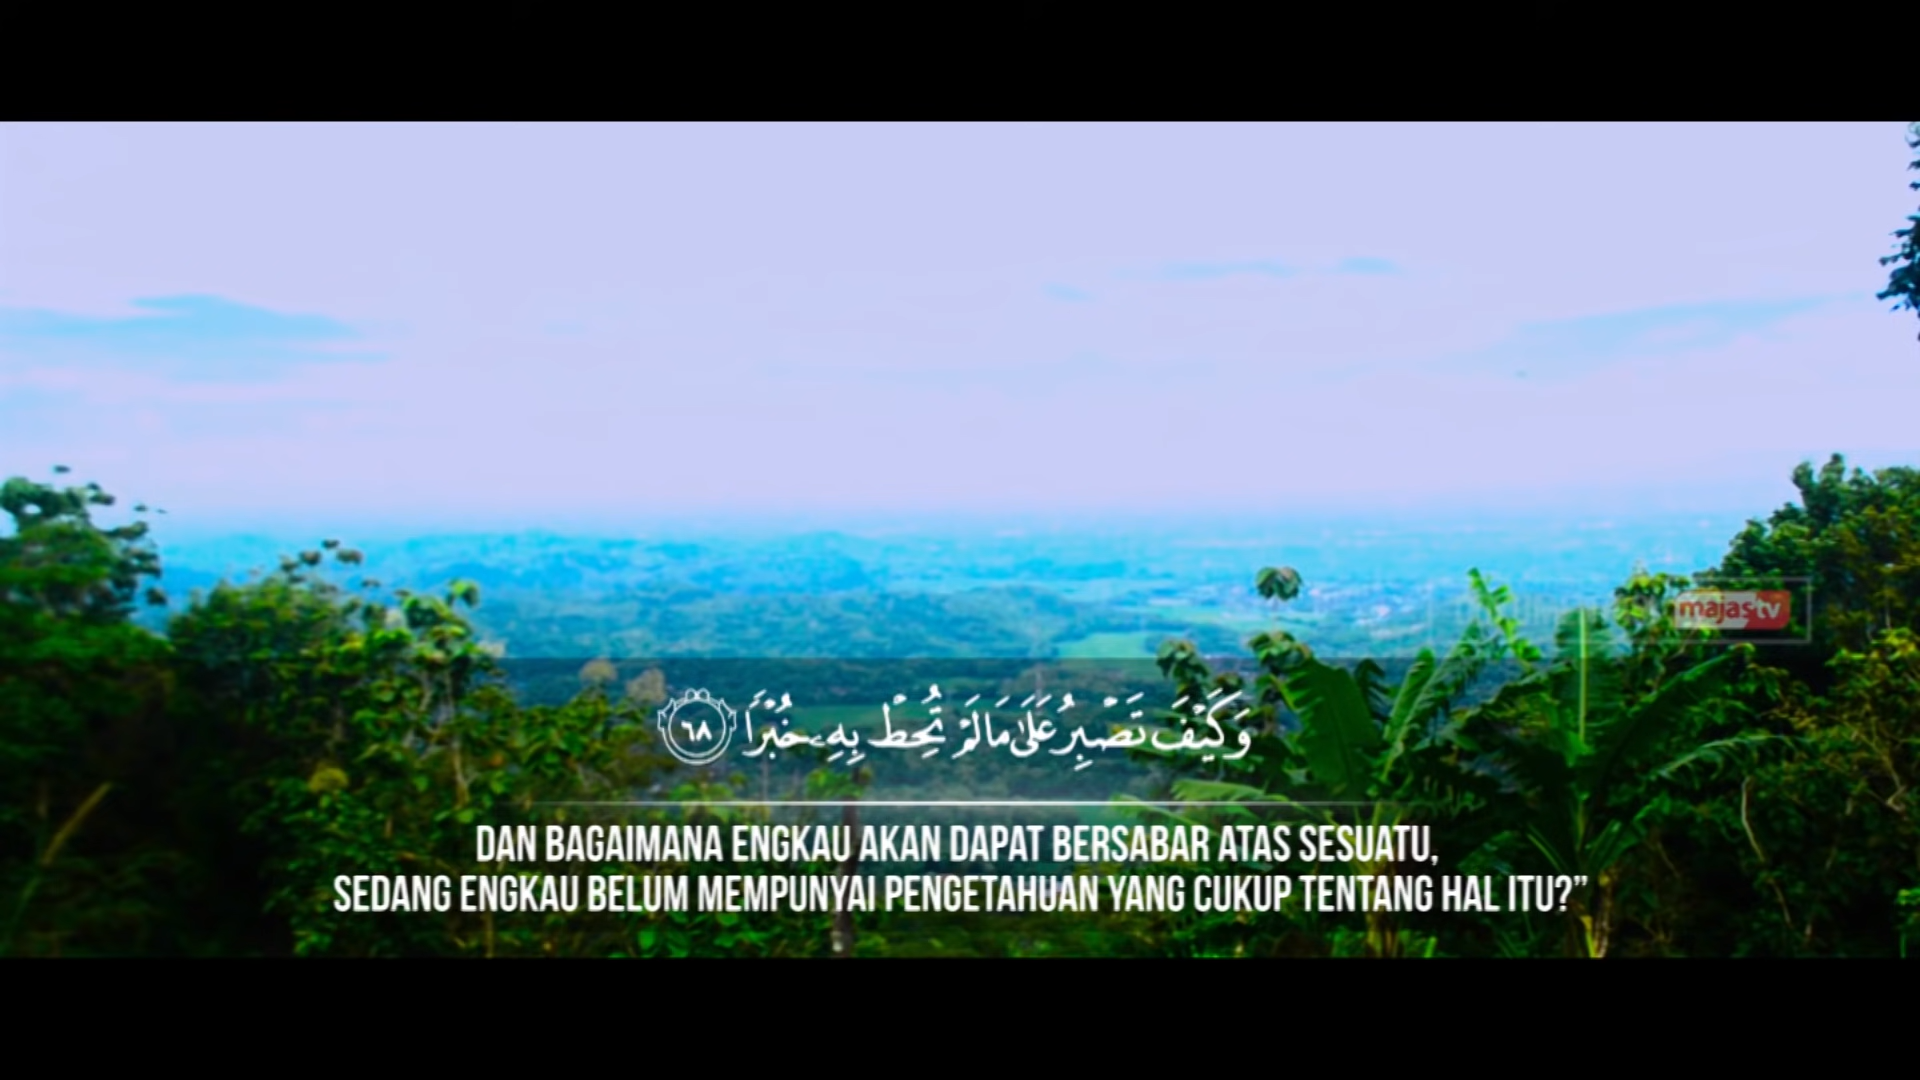 majastv
وَكَيْفَ تَصْبِرُ عَلَىٰ مَا لَمْ تُحِطْ بِهِۦ خُبْرًا ٦٨
DAN BAGAIMANA ENGKAU AKAN DAPAT BERSABAR ATAS SESUATU,
SEDANG ENGKAU BELUM MEMPUNYAI PENGETAHUAN YANG CUKUP TENTANG HAL ITU?”